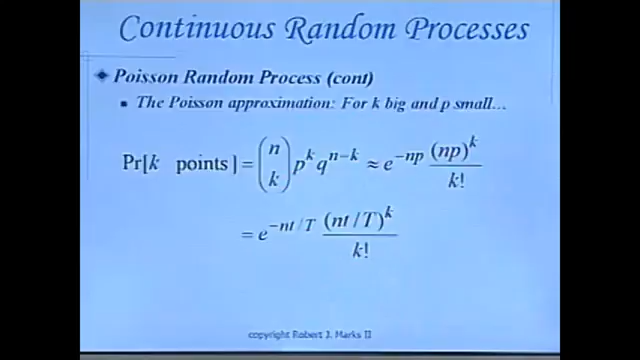 Continuous Random Processes
Poisson Random Process (cont)
The Poisson approximation: For k big and p small...
Pr[k points] = (n k) p^k q^{n-k} ≈ e^{-np} (np)^k / k!
= e^{-nt/T} (nt/T)^k / k!
copyright Robert J. Marks II